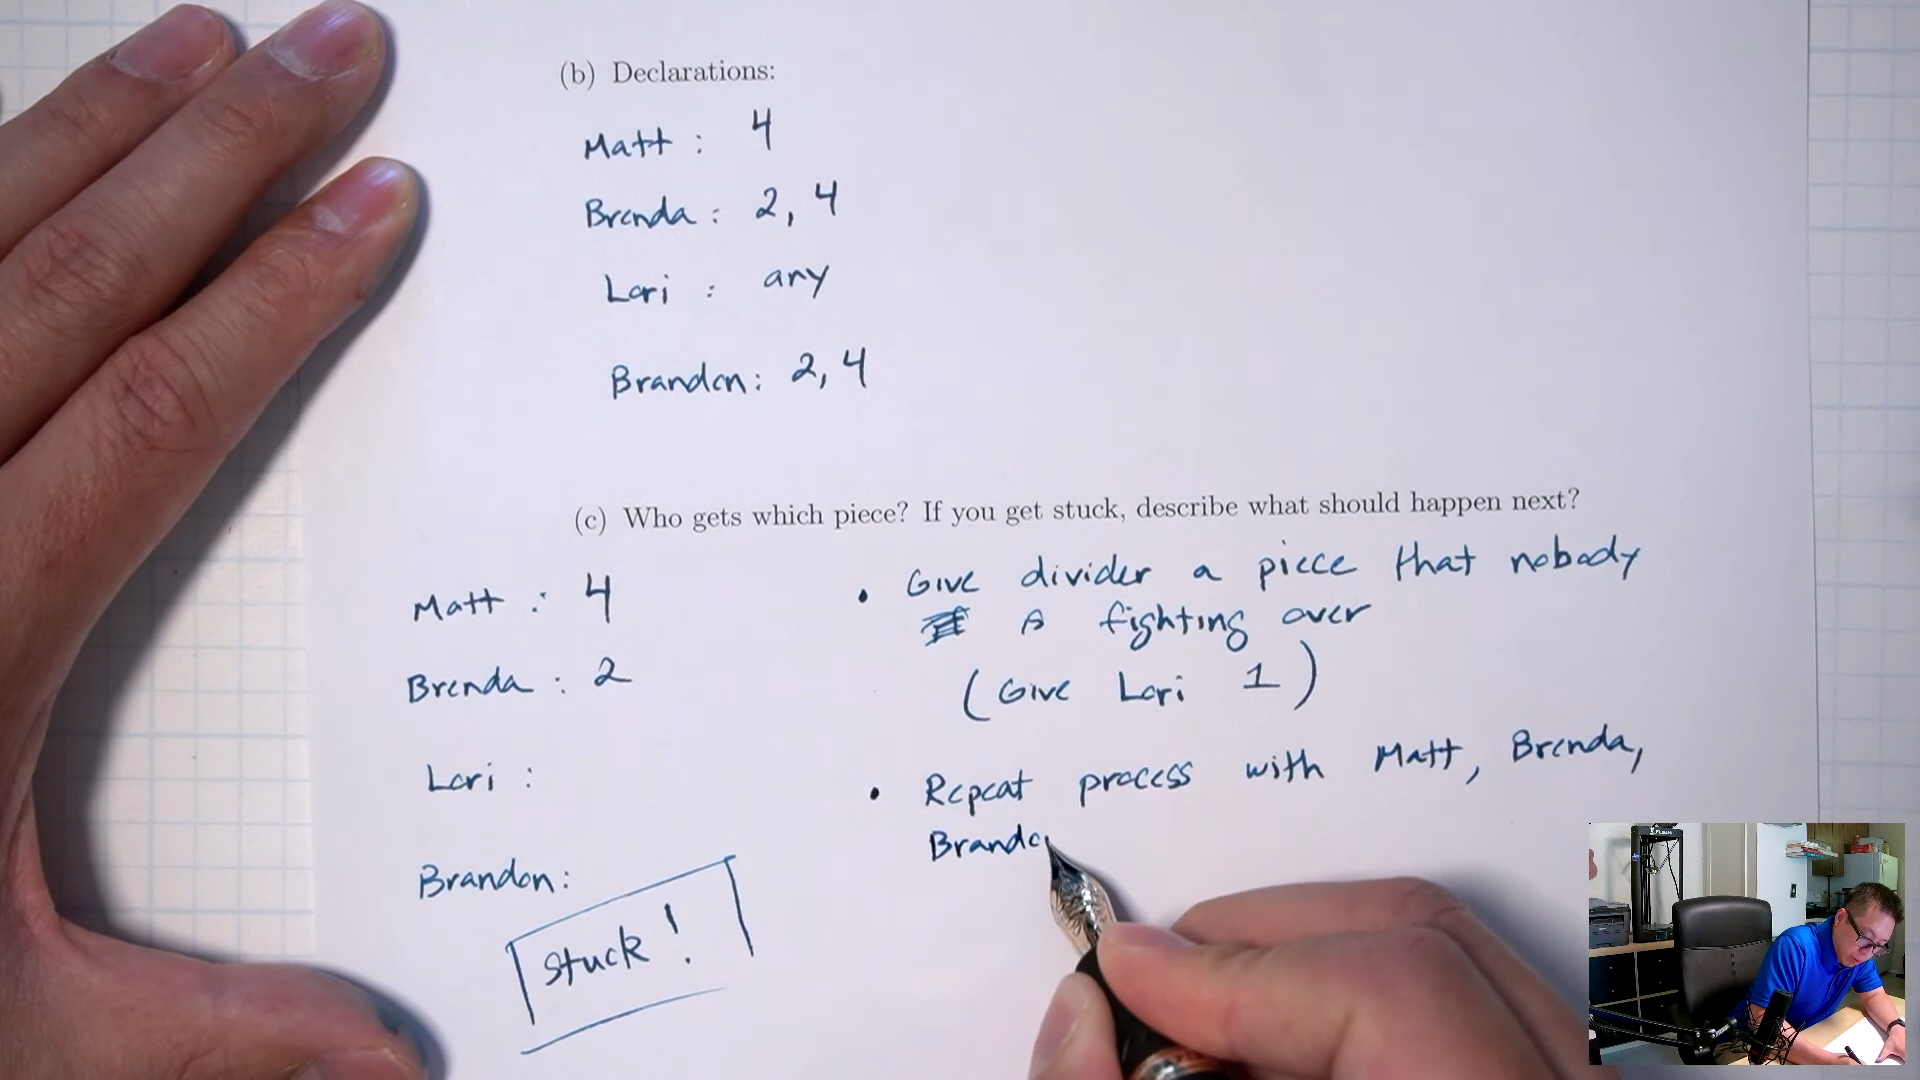 (b) Declarations:
Matt : 4
Brenda : 2, 4
Lori : any
Brandon: 2, 4
(c) Who gets which piece? If you get stuck, describe what should happen next?
Matt : 4
Brenda : 2
Lori :
Brandon:
Stuck!
• Give divider a piece that nobody
is fighting over
(Give Lori 1)
• Repeat process with Matt, Brenda,
Brando